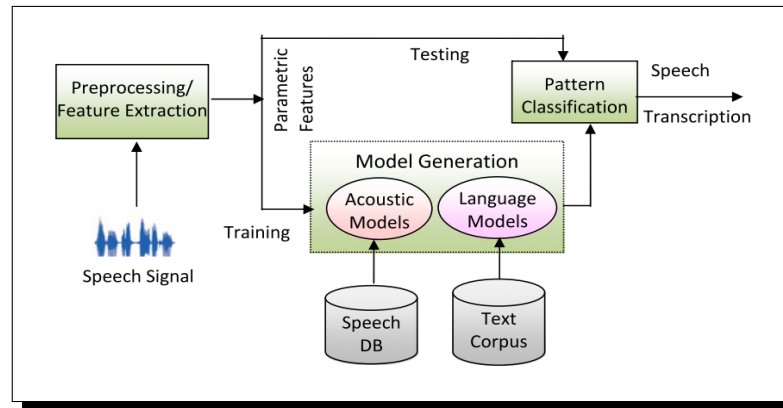 Testing
Preprocessing/
Feature Extraction
Parametric
Features
Pattern
Classification
Speech
Transcription
Model Generation
Acoustic
Models
Language
Models
Training
Speech Signal
Speech
DB
Text
Corpus